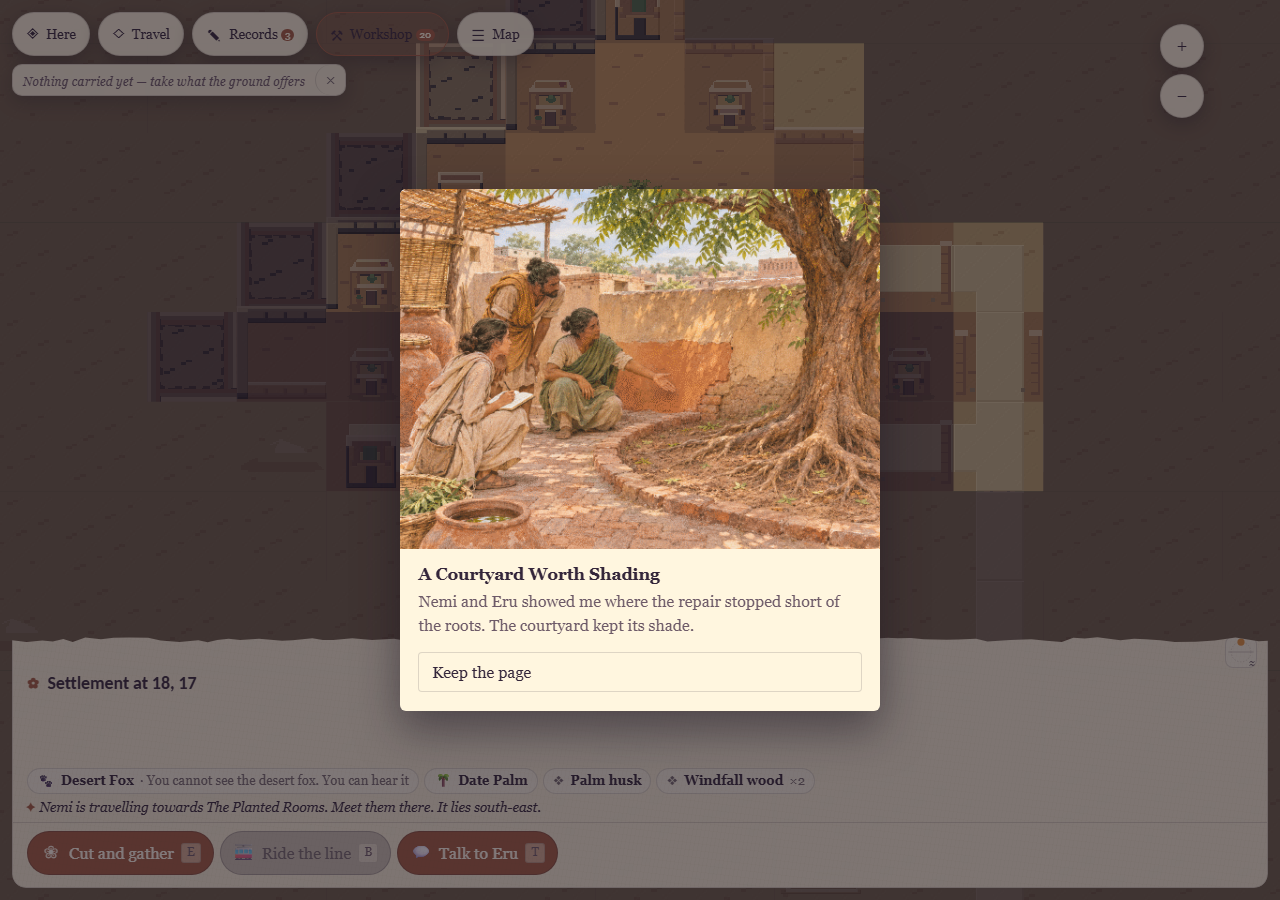 Here
Travel
Records 3
Workshop 20
Map
Nothing carried yet — take what the ground offers
A Courtyard Worth Shading
Nemi and Eru showed me where the repair stopped short of
the roots. The courtyard kept its shade.
Keep the page
Settlement at 18, 17
Desert Fox · You cannot see the desert fox. You can hear it
Date Palm
Palm husk
Windfall wood ×2
Nemi is travelling towards The Planted Rooms. Meet them there. It lies south-east.
Cut and gather E
Ride the line B
Talk to Eru T